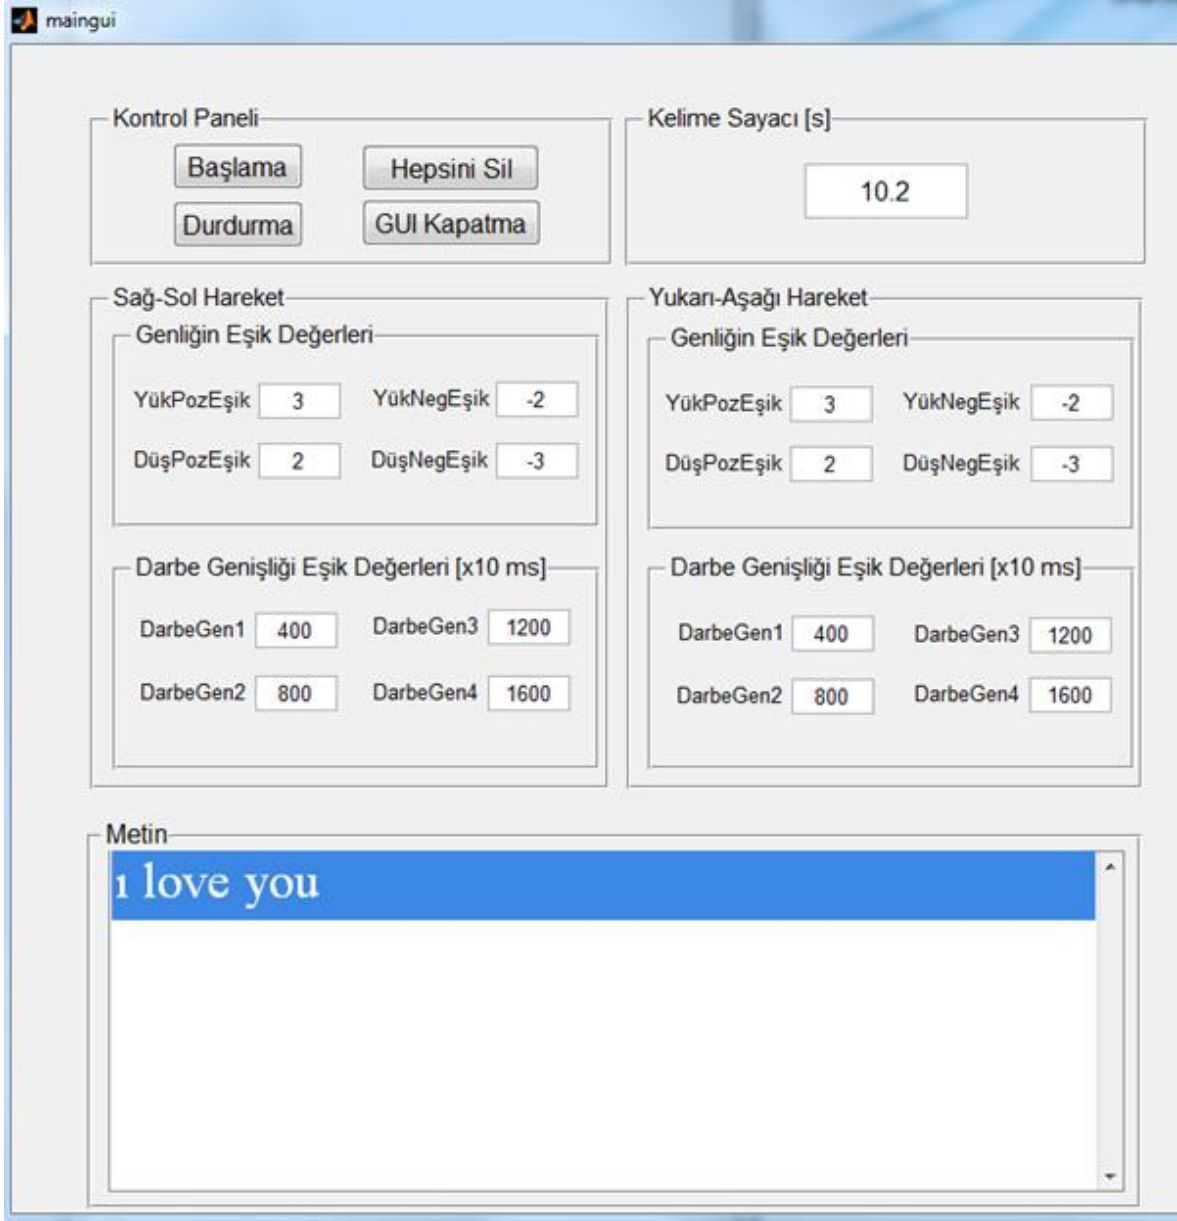 maingui
Kontrol Paneli
Başlama
Hepsini Sil
Durdurma
GUI Kapatma
Kelime Sayacı [s]
10.2
Sağ-Sol Hareket
Genliğin Eşik Değerleri
YükPozEşik 3 YükNegEşik -2
DüşPozEşik 2 DüşNegEşik -3
Darbe Genişliği Eşik Değerleri [x10 ms]
DarbeGen1 400 DarbeGen3 1200
DarbeGen2 800 DarbeGen4 1600
Yukarı-Aşağı Hareket
Genliğin Eşik Değerleri
YükPozEşik 3 YükNegEşik -2
DüşPozEşik 2 DüşNegEşik -3
Darbe Genişliği Eşik Değerleri [x10 ms]
DarbeGen1 400 DarbeGen3 1200
DarbeGen2 800 DarbeGen4 1600
Metin
ı love you